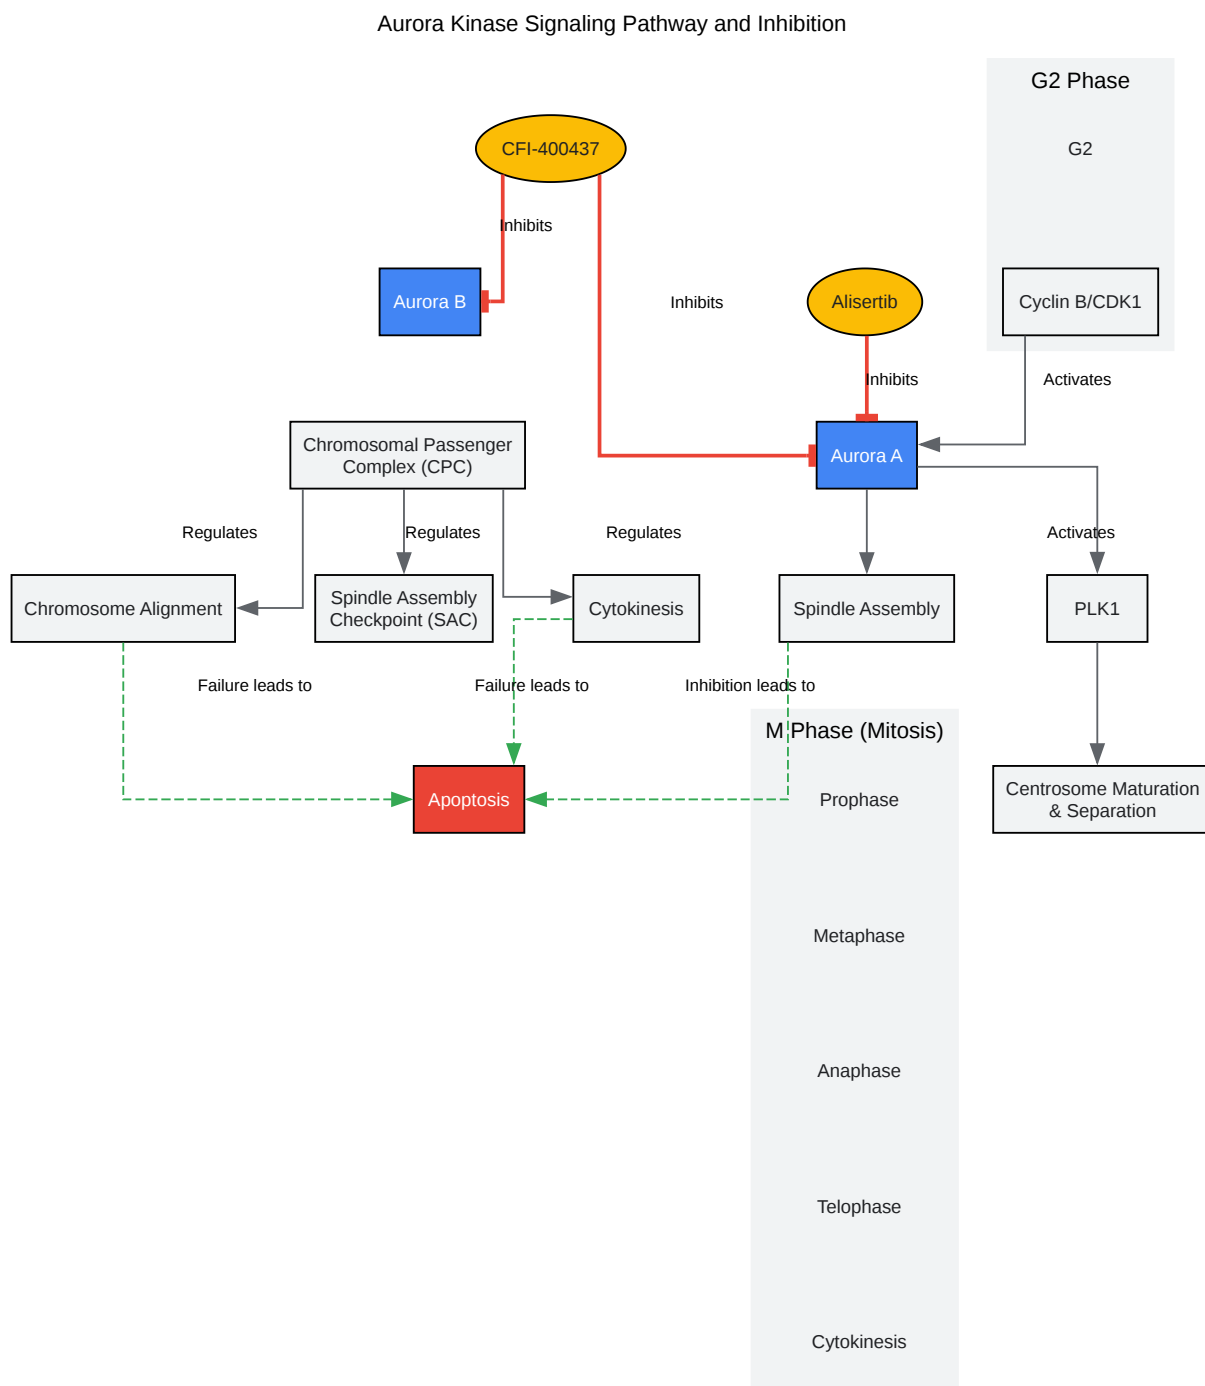 Aurora Kinase Signaling Pathway and Inhibition
G2 Phase
CFI-400437
G2
Inhibits
Aurora B
Inhibits
Alisertib
Cyclin B/CDK1
Inhibits
Activates
Chromosomal Passenger
Complex (CPC)
Aurora A
Regulates
Regulates
Regulates
Activates
Chromosome Alignment
Spindle Assembly
Checkpoint (SAC)
Cytokinesis
Spindle Assembly
PLK1
Failure leads to
Failure leads to
Inhibition leads to
M Phase (Mitosis)
Apoptosis
Prophase
Centrosome Maturation
& Separation
Metaphase
Anaphase
Telophase
Cytokinesis